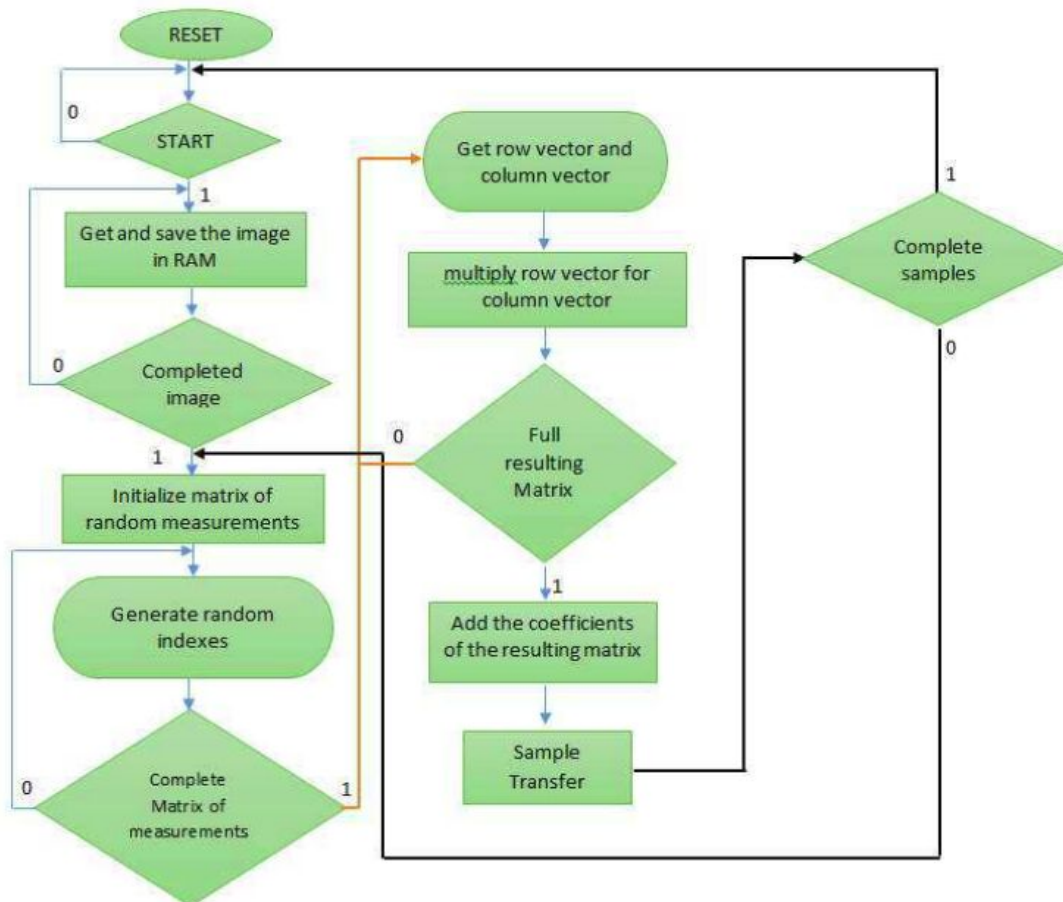 RESET
0
START
1
Get and save the image
in RAM
0
Completed
image
1
Initialize matrix of
random measurements
Generate random
indexes
0
Complete
Matrix of
measurements
1
Get row vector and
column vector
multiply row vector for
column vector
0
Full
resulting
Matrix
1
Add the coefficients
of the resulting matrix
Sample
Transfer
1
Complete
samples
0